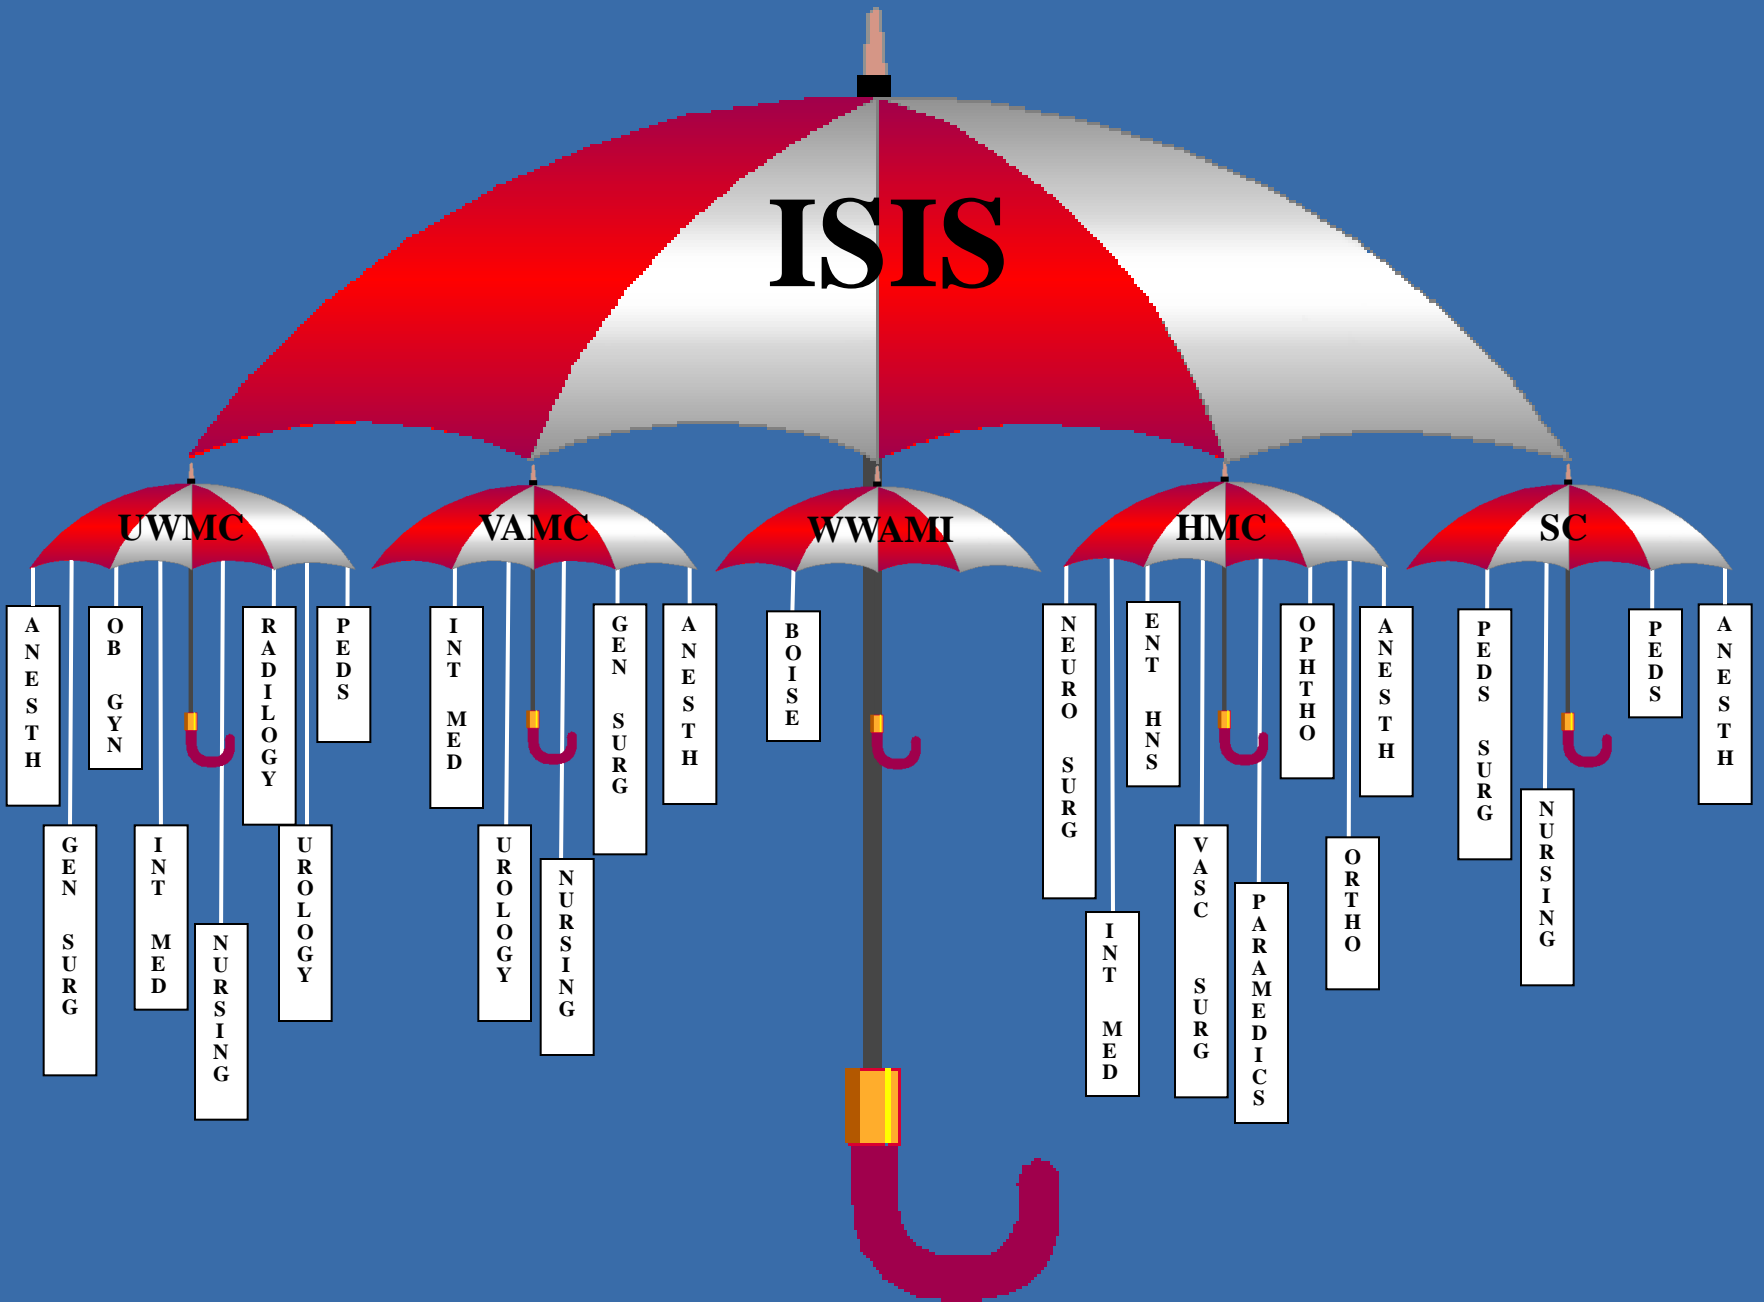 ISIS
UWMC
VAMC
WWAMI
HMC
SC
ANESTH
GEN SURG
OB GYN
INT MED
NURSING
RADILOGY
UROLOGY
PEDS
INT MED
UROLOGY
NURSING
GEN SURG
ANESTH
BOISE
NEURO SURG
INT MED
ENT HNS
VASC SURG
PARAMEDICS
OPHTHO
ORTHO
ANESTH
PEDS SURG
NURSING
PEDS
ANESTH